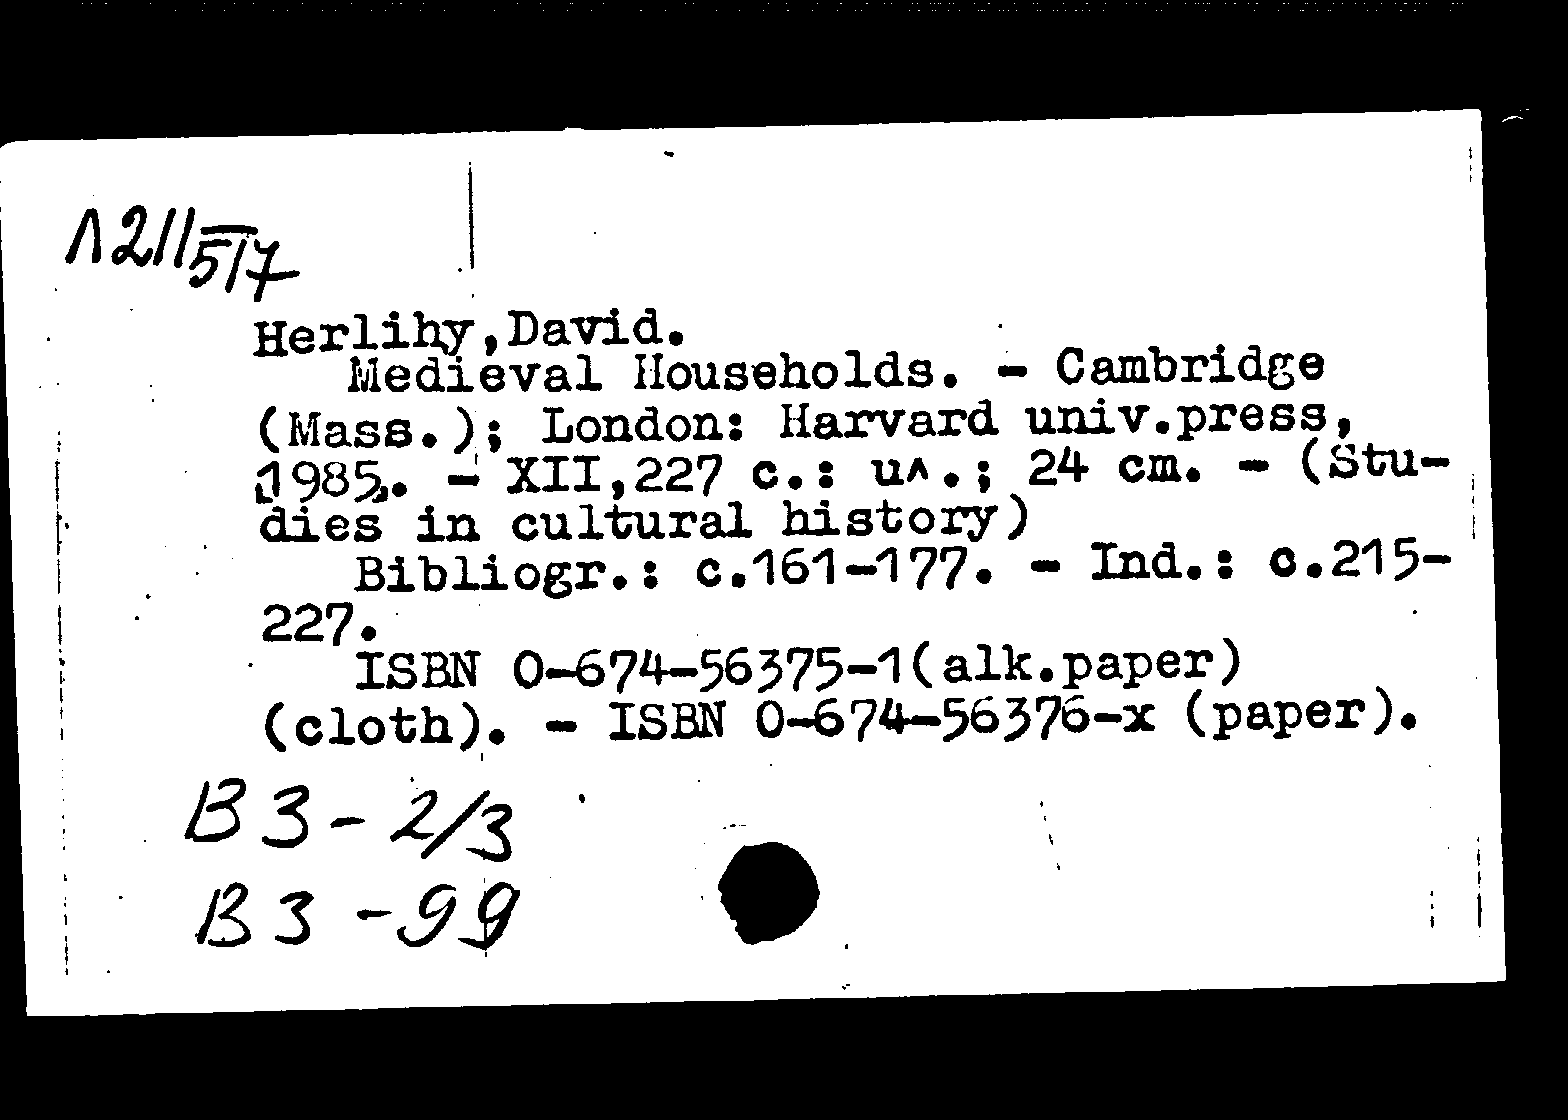 Λ211/517
Herlihy,David.
Medieval Households. - Cambridge
(Mass.); London: Harvard univ.press,
1985. - XII,227 c.: u^.; 24 cm. - (Stu-
dies in cultural history)
Bibliogr.: c.161-177. - Ind.: c.215-
227.
ISBN 0-674-56375-1(alk.paper)
(cloth). - ISBN 0-674-56376-x (paper).
B3-2/3
B3-99